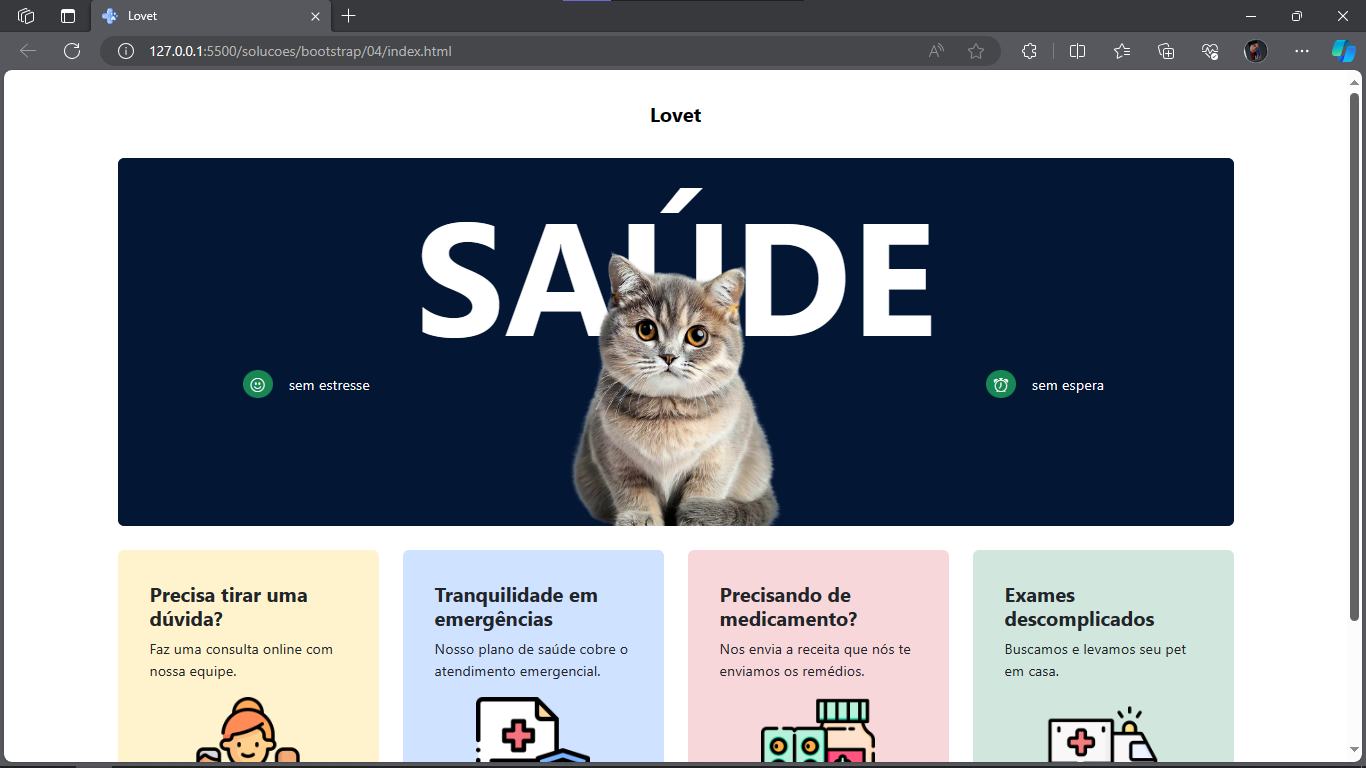 Lovet
127.0.0.1:5500/solucoes/bootstrap/04/index.html
Lovet
SAÚDE
sem estresse
sem espera
Precisa tirar uma
dúvida?
Faz uma consulta online com
nossa equipe.
Tranquilidade em
emergências
Nosso plano de saúde cobre o
atendimento emergencial.
Precisando de
medicamento?
Nos envia a receita que nós te
enviamos os remédios.
Exames
descomplicados
Buscamos e levamos seu pet
em casa.